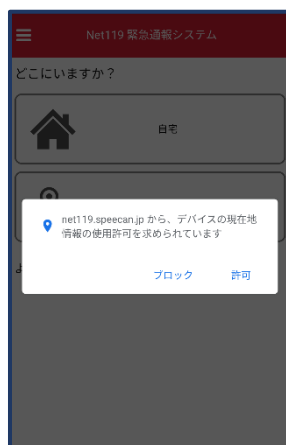 Net119 緊急通報システム
どこにいますか？
自宅
net119.speecan.jp から、デバイスの現在地
情報の使用許可を求められています
ブロック
許可
よ